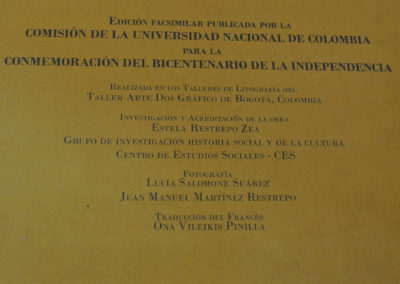 Edición facsimilar publicada por la
Comisión de la Universidad Nacional de Colombia
para la
Conmemoración del Bicentenario de la Independencia
Realizada en los Talleres de Litografía del
Taller Arte Dos Gráfico de Bogotá, Colombia
Investigación y Acreditación de la obra
Estela Restrepo Zea
Grupo de investigación historia social y de la cultura
Centro de Estudios Sociales - CES
Fotografía
Lucía Salomone Suárez
Juan Manuel Martínez Restrepo
Traducción del Francés
Ona Vileikis Pinilla